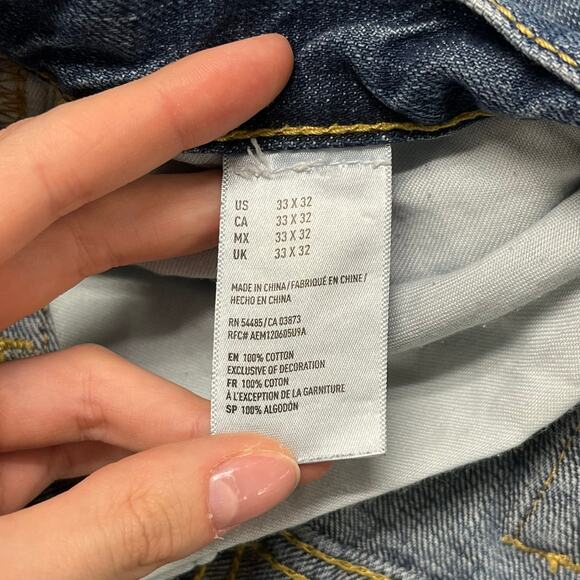 US 33 X 32
CA 33 X 32
MX 33 X 32
UK 33 X 32
MADE IN CHINA/FABRIQUÉ EN CHINE/
HECHO EN CHINA
RN 54485/CA 03873
RFC# AEM120605U9A
EN 100% COTTON
EXCLUSIVE OF DECORATION
FR 100% COTON
À L'EXCEPTION DE LA GARNITURE
SP 100% ALGODÓN